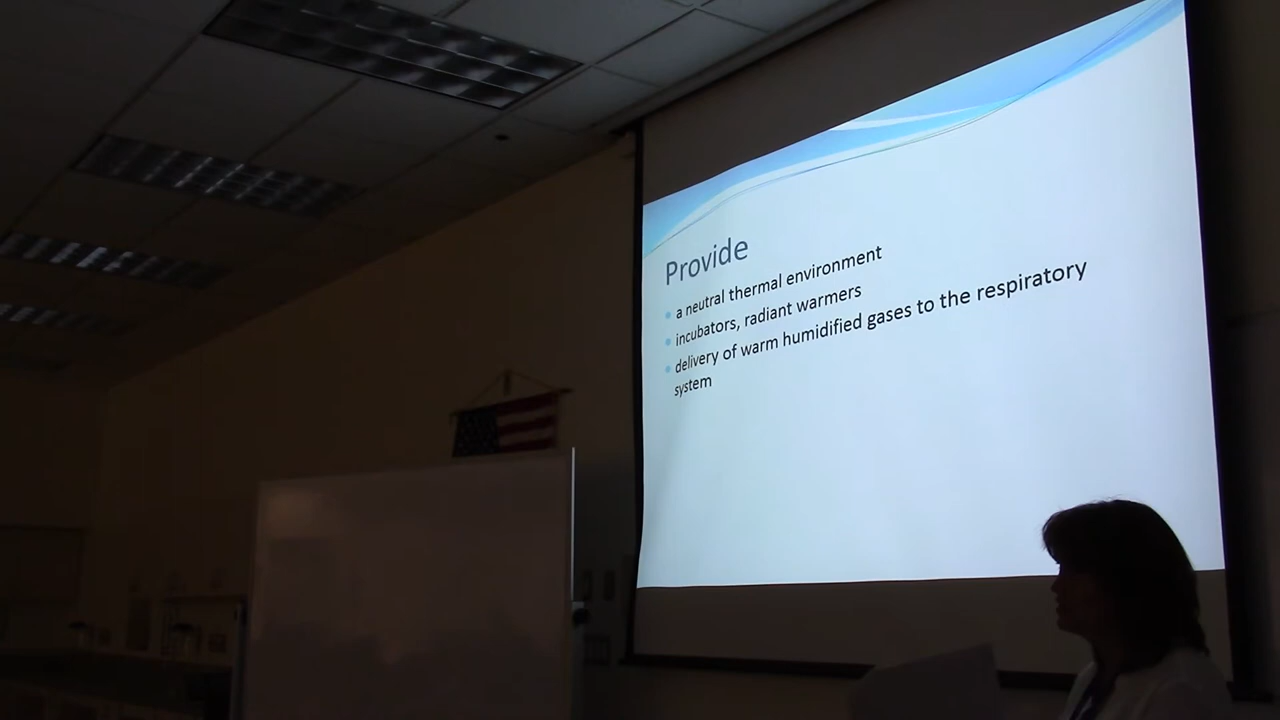 Provide
a neutral thermal environment
incubators, radiant warmers
delivery of warm humidified gases to the respiratory
system